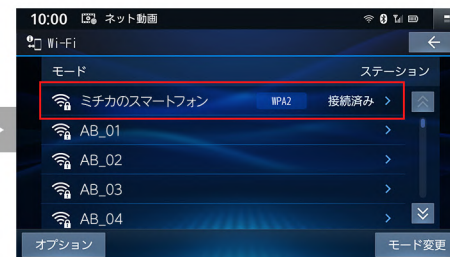 10:00 ネット動画
Wi-Fi
モード ステーション
ミチカのスマートフォン WPA2 接続済み
AB_01
AB_02
AB_03
AB_04
オプション モード変更